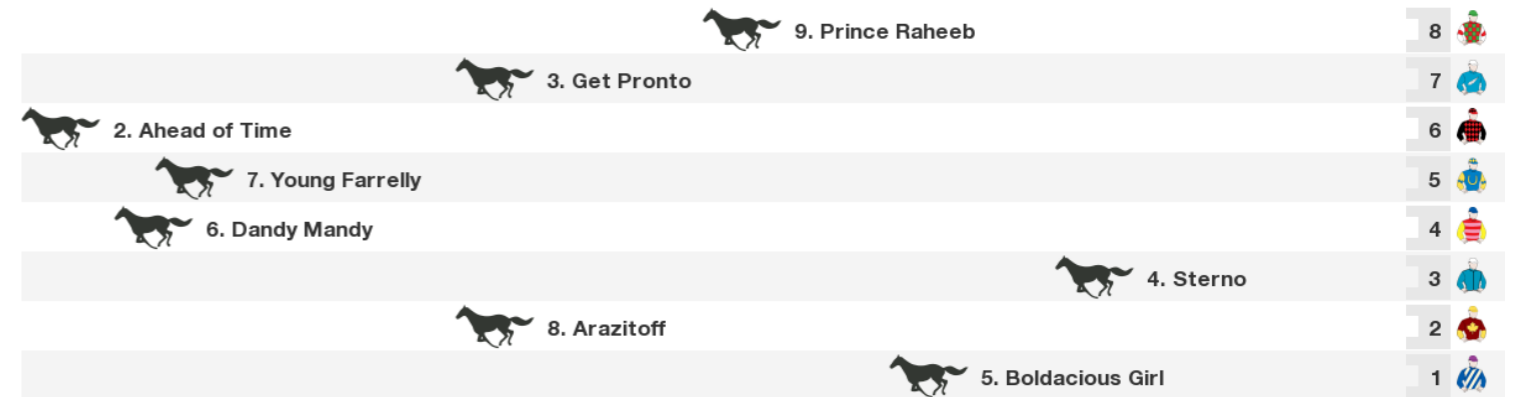 9. Prince Raheeb 8
3. Get Pronto 7
2. Ahead of Time 6
7. Young Farrelly 5
6. Dandy Mandy 4
4. Sterno 3
8. Arazitoff 2
5. Boldacious Girl 1